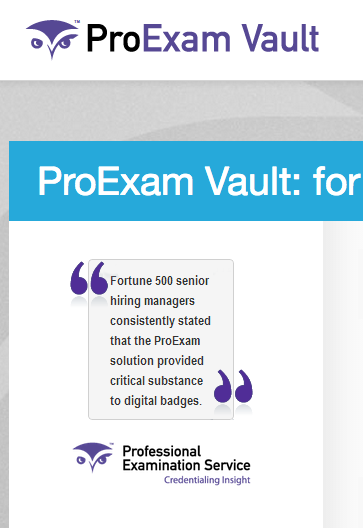 ProExam Vault
ProExam Vault: for
Fortune 500 senior
hiring managers
consistently stated
that the ProExam
solution provided
critical substance
to digital badges.
Professional
Examination Service
Credentialing Insight